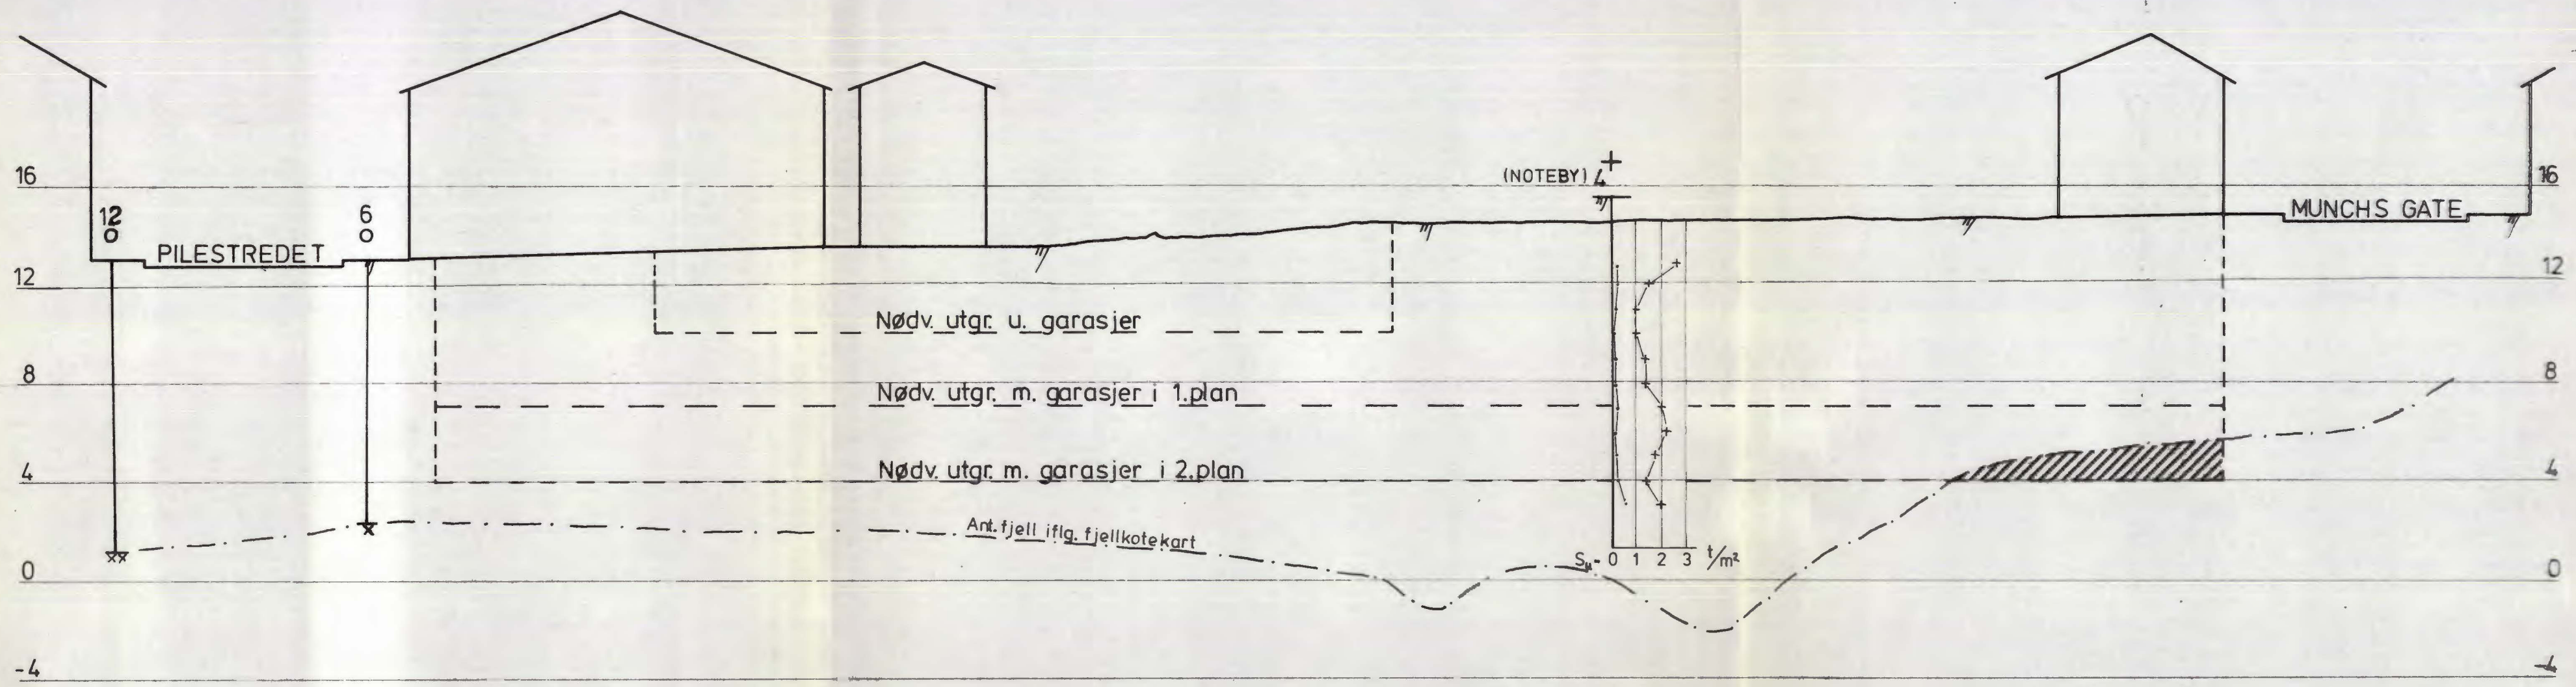 (NOTEBY) 4
16
16
12
6
PILESTREDET
MUNCHS GATE
12
12
Nødv. utgr. u. garasjer
8
8
Nødv. utgr. m. garasjer i 1.plan
Nødv. utgr. m. garasjer i 2.plan
4
4
Ant. fjell iflg. fjellkotekart
Sµ- 0 1 2 3 t/m²
0
0
-4
-4